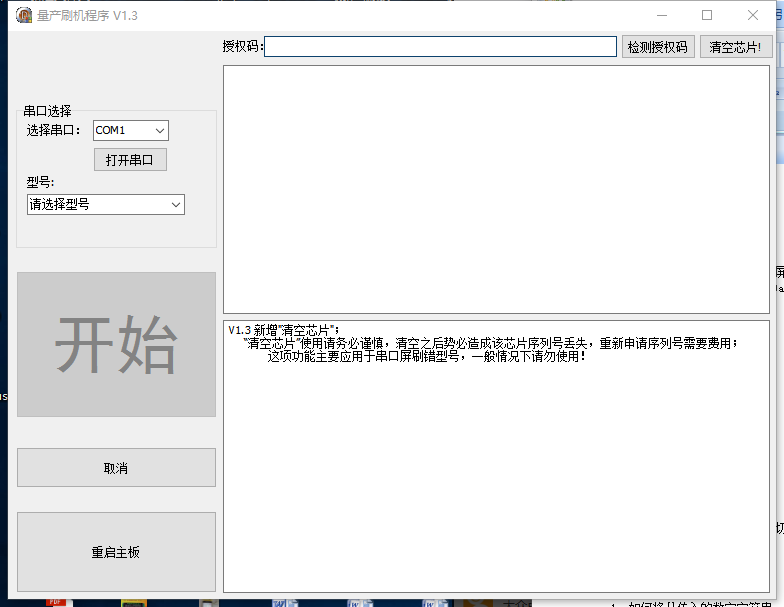 量产刷机程序 V1.3
授权码:
检测授权码
清空芯片!
串口选择
选择串口：
COM1
打开串口
型号:
请选择型号
开始
取消
重启主板
V1.3 新增"清空芯片"；
"清空芯片"使用请务必谨慎，清空之后势必造成该芯片序列号丢失，重新申请序列号需要费用；
这项功能主要应用于串口屏刷错型号，一般情况下请勿使用！